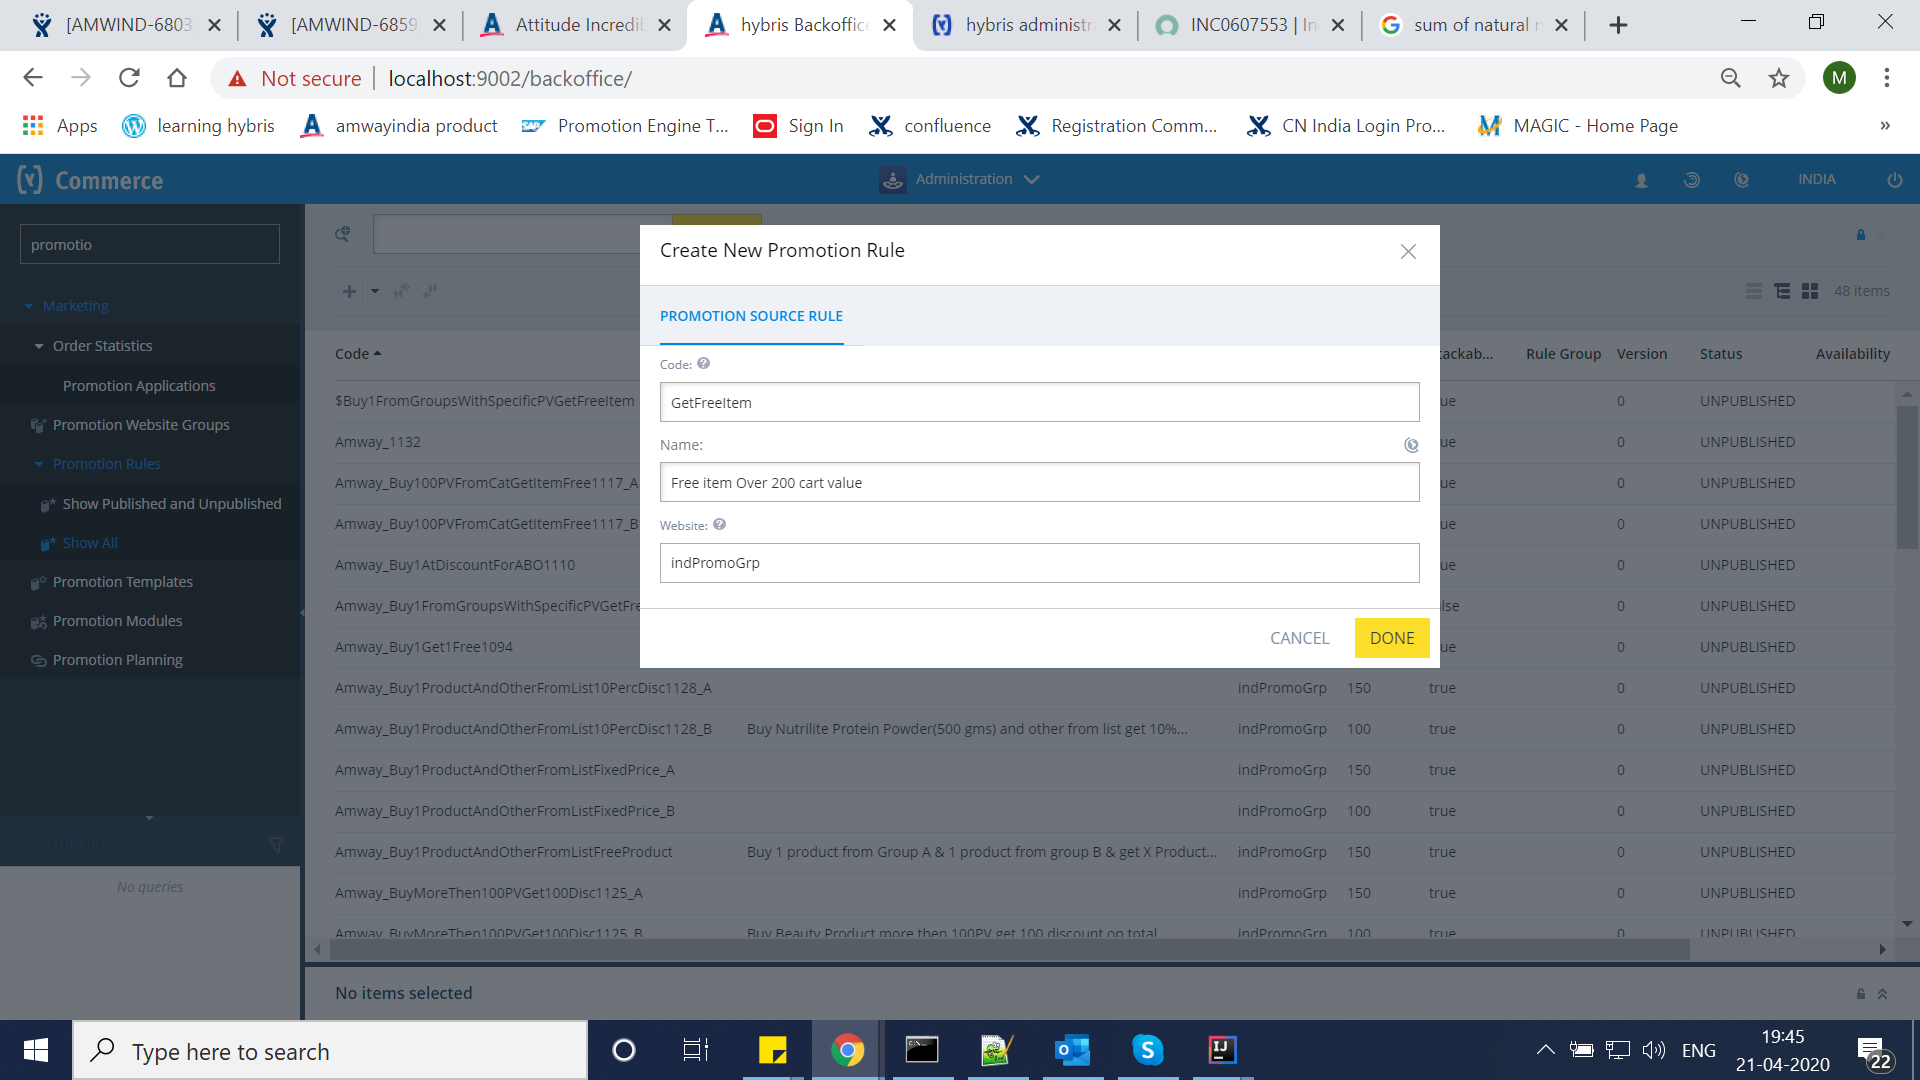 [AMWIND-6803
[AMWIND-6859
Attitude Incredib
hybris Backoffice
hybris administra
INC0607553 | In
sum of natural n
Not secure
localhost:9002/backoffice/
M
Apps
learning hybris
amwayindia product
Promotion Engine T...
Sign In
confluence
Registration Comm...
CN India Login Pro...
MAGIC - Home Page
»
Commerce
Administration
INDIA
promotio
Marketing
Order Statistics
Promotion Applications
Promotion Website Groups
Promotion Rules
Show Published and Unpublished
Show All
Promotion Templates
Promotion Modules
Promotion Planning
SAVED QUERIES
No queries
48 items
Create New Promotion Rule
PROMOTION SOURCE RULE
Code:
GetFreeItem
Name:
Free item Over 200 cart value
Website:
indPromoGrp
CANCEL
DONE
Code tackab... Rule Group Version Status Availability
$Buy1FromGroupsWithSpecificPVGetFreeItem ue 0 UNPUBLISHED
Amway_1132 ue 0 UNPUBLISHED
Amway_Buy100PVFromCatGetItemFree1117_A ue 0 UNPUBLISHED
Amway_Buy100PVFromCatGetItemFree1117_B ue 0 UNPUBLISHED
Amway_Buy1AtDiscountForABO1110 ue 0 UNPUBLISHED
Amway_Buy1FromGroupsWithSpecificPVGetFre lse 0 UNPUBLISHED
Amway_Buy1Get1Free1094 ue 0 UNPUBLISHED
Amway_Buy1ProductAndOtherFromList10PercDisc1128_A indPromoGrp 150 true 0 UNPUBLISHED
Amway_Buy1ProductAndOtherFromList10PercDisc1128_B Buy Nutrilite Protein Powder(500 gms) and other from list get 10%... indPromoGrp 100 true 0 UNPUBLISHED
Amway_Buy1ProductAndOtherFromListFixedPrice_A indPromoGrp 150 true 0 UNPUBLISHED
Amway_Buy1ProductAndOtherFromListFixedPrice_B indPromoGrp 100 true 0 UNPUBLISHED
Amway_Buy1ProductAndOtherFromListFreeProduct Buy 1 product from Group A & 1 product from group B & get X Product... indPromoGrp 150 true 0 UNPUBLISHED
Amway_BuyMoreThen100PVGet100Disc1125_A indPromoGrp 150 true 0 UNPUBLISHED
Amway_BuyMoreThen100PVGet100Disc1125_B Buy Beauty Product more then 100PV get 100 discount on total indPromoGrp 100 true 0 UNPUBLISHED
No items selected
Type here to search
ENG
19:45
21-04-2020
22